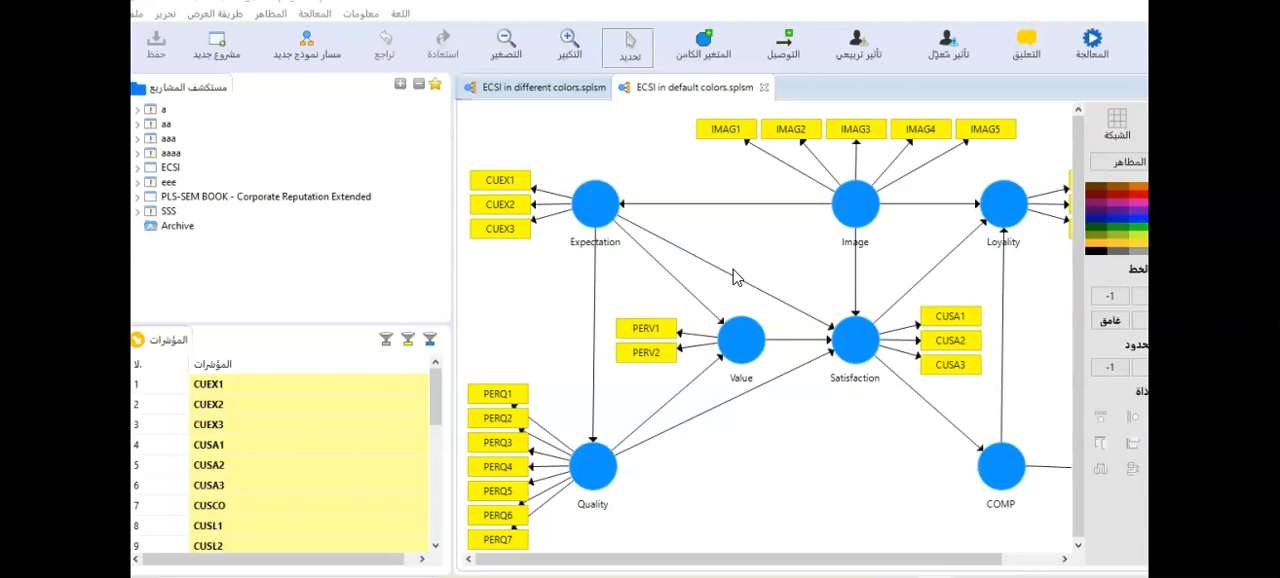 اللغة معلومات المعالجة المظاهر طريقة العرض تحرير ملف
حفظ مشروع جديد مسار نموذج جديد تراجع استعادة التصغير التكبير تحديد المتغير الكامن التوصيل تأثير تربيعي تأثير معدّل التعليق المعالجة
مستكشف المشاريع
a
aa
aaa
aaaa
ECSI
eee
PLS-SEM BOOK - Corporate Reputation Extended
SSS
Archive
المؤشرات
لا. المؤشرات
1 CUEX1
2 CUEX2
3 CUEX3
4 CUSA1
5 CUSA2
6 CUSA3
7 CUSCO
8 CUSL1
9 CUSL2
ECSI in different colors.splsm ECSI in default colors.splsm
IMAG1 IMAG2 IMAG3 IMAG4 IMAG5
CUEX1
CUEX2
CUEX3
Expectation Image Loyality
PERV1
PERV2
CUSA1
CUSA2
CUSA3
Value Satisfaction
PERQ1
PERQ2
PERQ3
PERQ4
PERQ5
PERQ6
PERQ7
Quality COMP
الشبكة
المظاهر
الخط
-1
غامق
-1